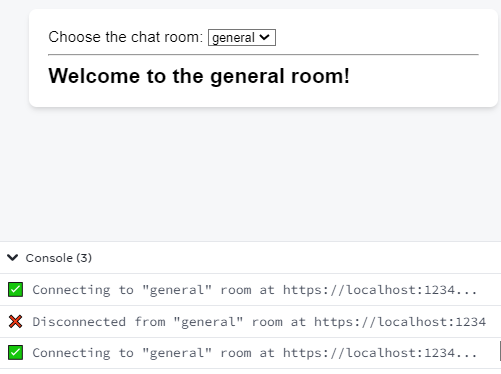 Choose the chat room: general
Welcome to the general room!
Console (3)
Connecting to "general" room at https://localhost:1234...
Disconnected from "general" room at https://localhost:1234
Connecting to "general" room at https://localhost:1234...